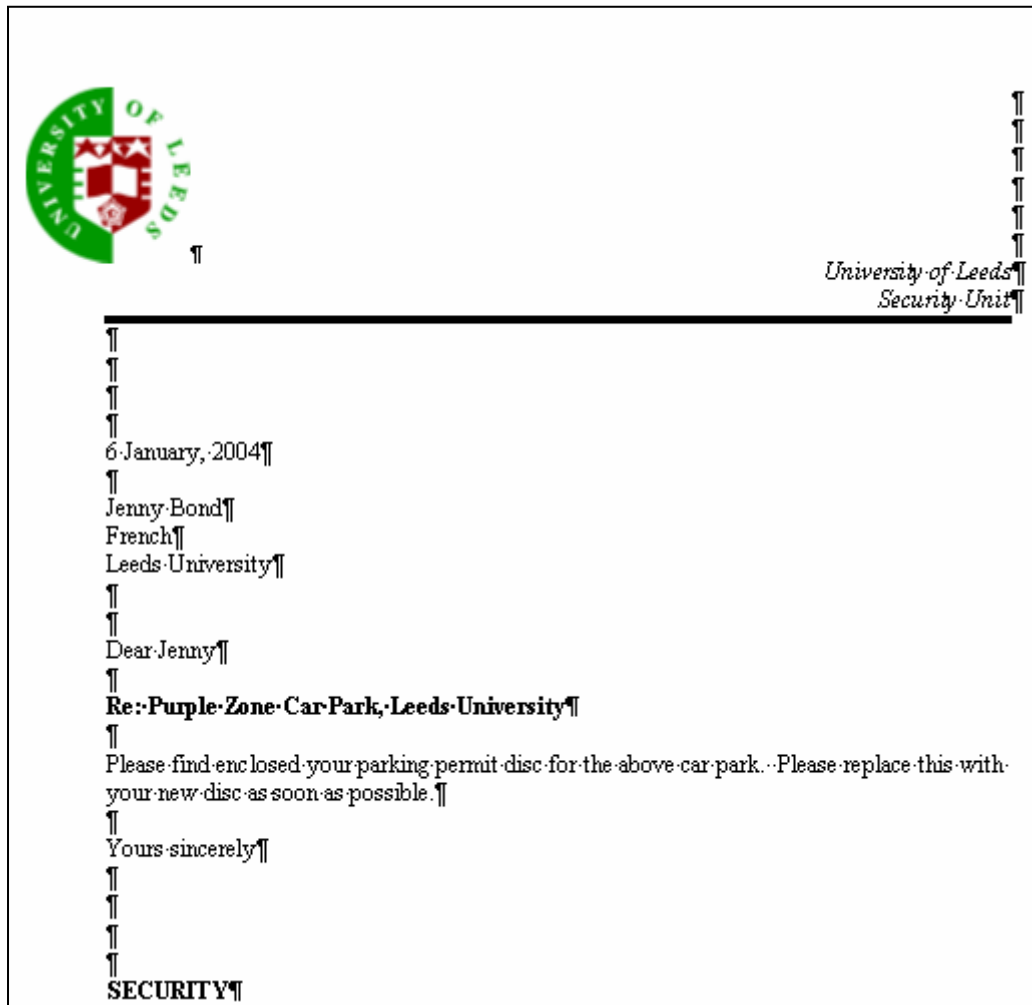 UNIVERSITY OF LEEDS
¶
¶
¶
¶
¶
¶
¶
University·of·Leeds¶
Security·Unit¶
¶
¶
¶
¶
6·January,·2004¶
¶
Jenny·Bond¶
French¶
Leeds·University¶
¶
¶
Dear·Jenny¶
¶
Re:·Purple·Zone·Car·Park,·Leeds·University¶
¶
Please·find·enclosed·your·parking·permit·disc·for·the·above·car·park.··Please·replace·this·with·
your·new·disc·as·soon·as·possible.¶
¶
Yours·sincerely¶
¶
¶
¶
¶
SECURITY¶